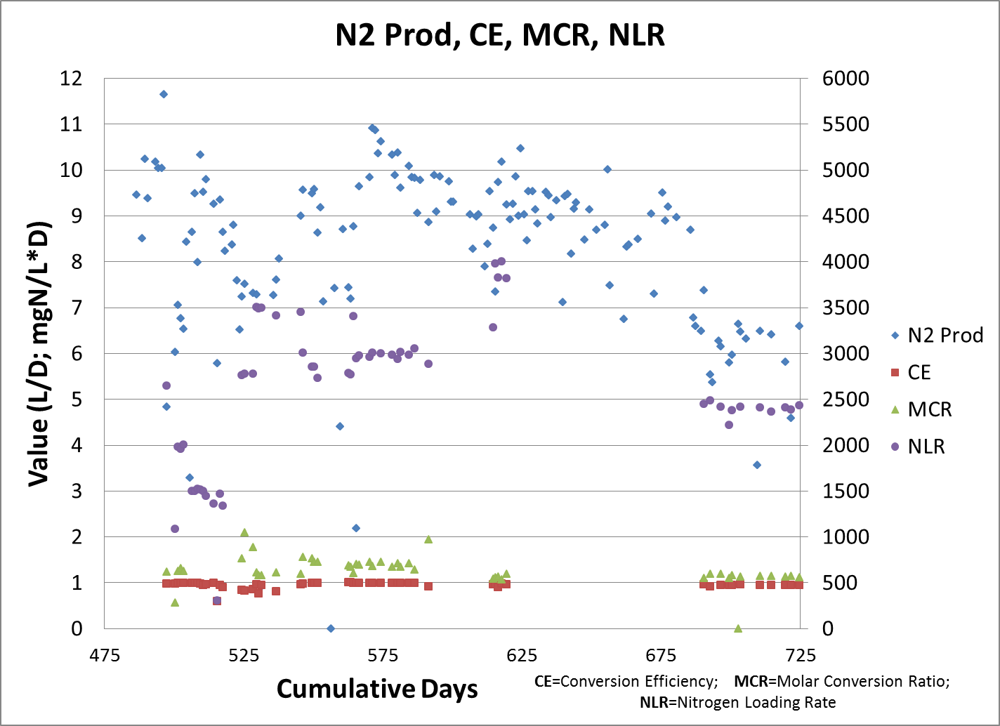 N2 Prod, CE, MCR, NLR
12
11
10
9
8
7
6
5
4
3
2
1
0
Value (L/D; mgN/L*D)
6000
5500
5000
4500
4000
3500
3000
2500
2000
1500
1000
500
0
N2 Prod
CE
MCR
NLR
475 525 575 625 675 725
Cumulative Days
CE=Conversion Efficiency; MCR=Molar Conversion Ratio;
NLR=Nitrogen Loading Rate